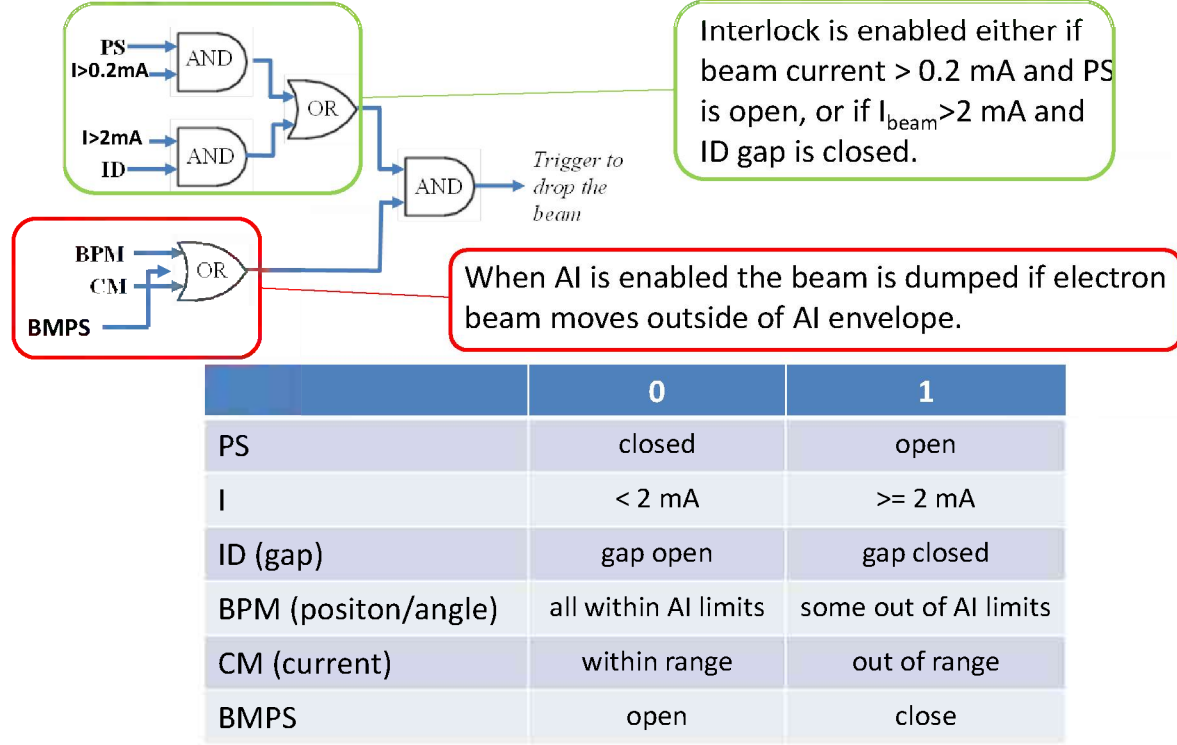 PS
I>0.2mA
AND
I>2mA
ID
AND
OR
AND
Trigger to
drop the
beam
Interlock is enabled either if
beam current > 0.2 mA and PS
is open, or if Ibeam>2 mA and
ID gap is closed.
BPM
CM
BMPS
OR
When AI is enabled the beam is dumped if electron
beam moves outside of AI envelope.
0 1
PS closed open
I < 2 mA >= 2 mA
ID (gap) gap open gap closed
BPM (positon/angle) all within AI limits some out of AI limits
CM (current) within range out of range
BMPS open close